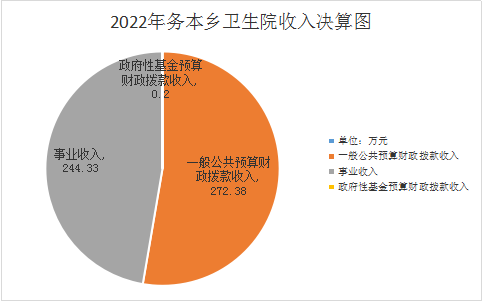 2022年务本乡卫生院收入决算图
政府性基金预算
财政拨款收入,
0.2
事业收入,
244.33
一般公共预算财
政拨款收入,
272.38
单位：万元
一般公共预算财政拨款收入
事业收入
政府性基金预算财政拨款收入